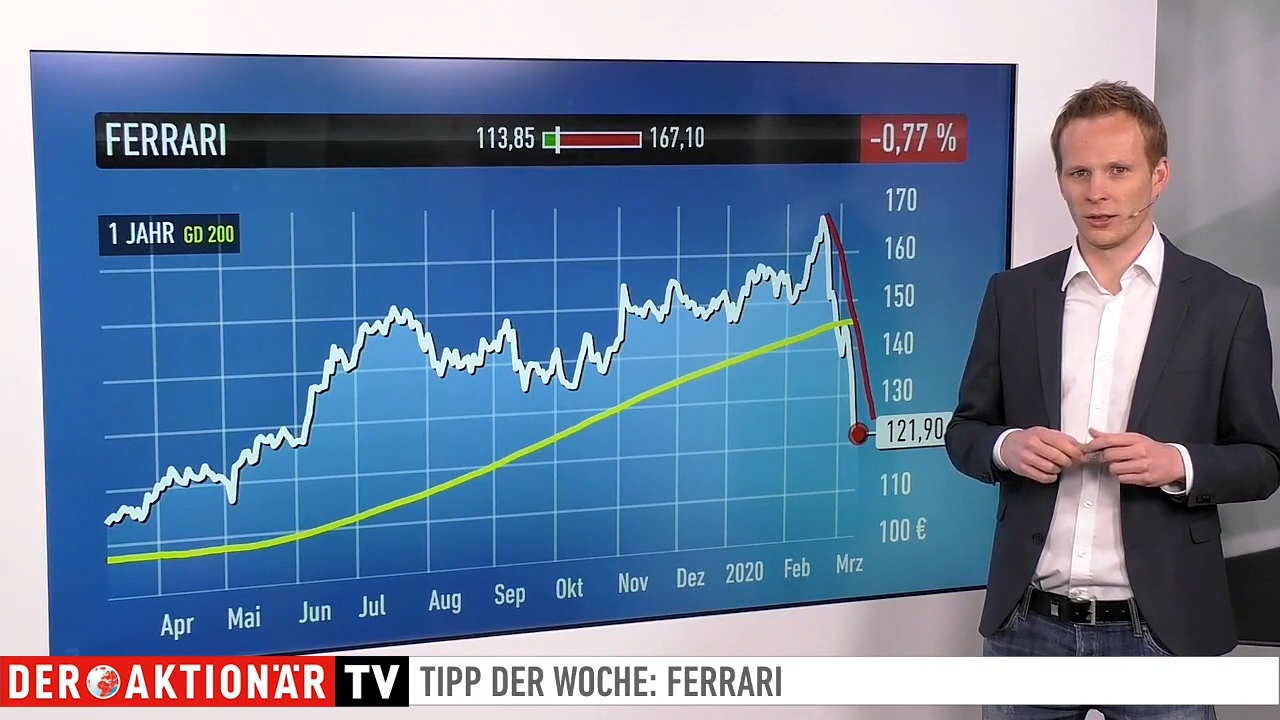 FERRARI
113,85
167,10
-0,77 %
1 JAHR GD 200
170
160
150
140
130
121,90
110
100 €
Apr Mai Jun Jul Aug Sep Okt Nov Dez 2020 Feb Mrz
DER AKTIONÄR TV
TIPP DER WOCHE: FERRARI